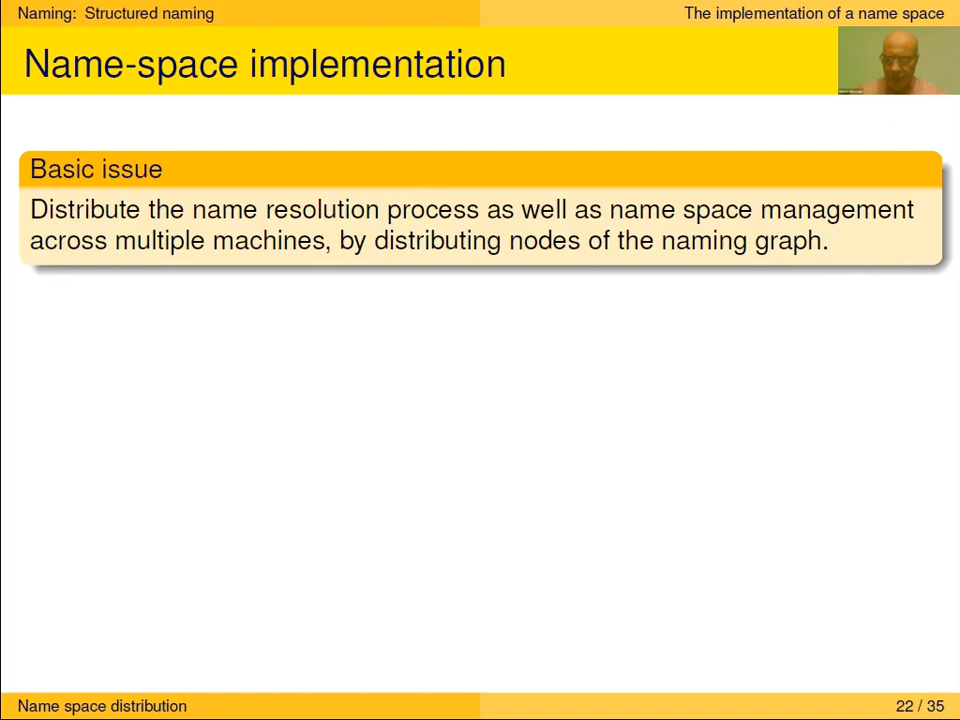 Naming: Structured naming
The implementation of a name space
Name-space implementation
Basic issue
Distribute the name resolution process as well as name space management
across multiple machines, by distributing nodes of the naming graph.
Name space distribution
22 / 35